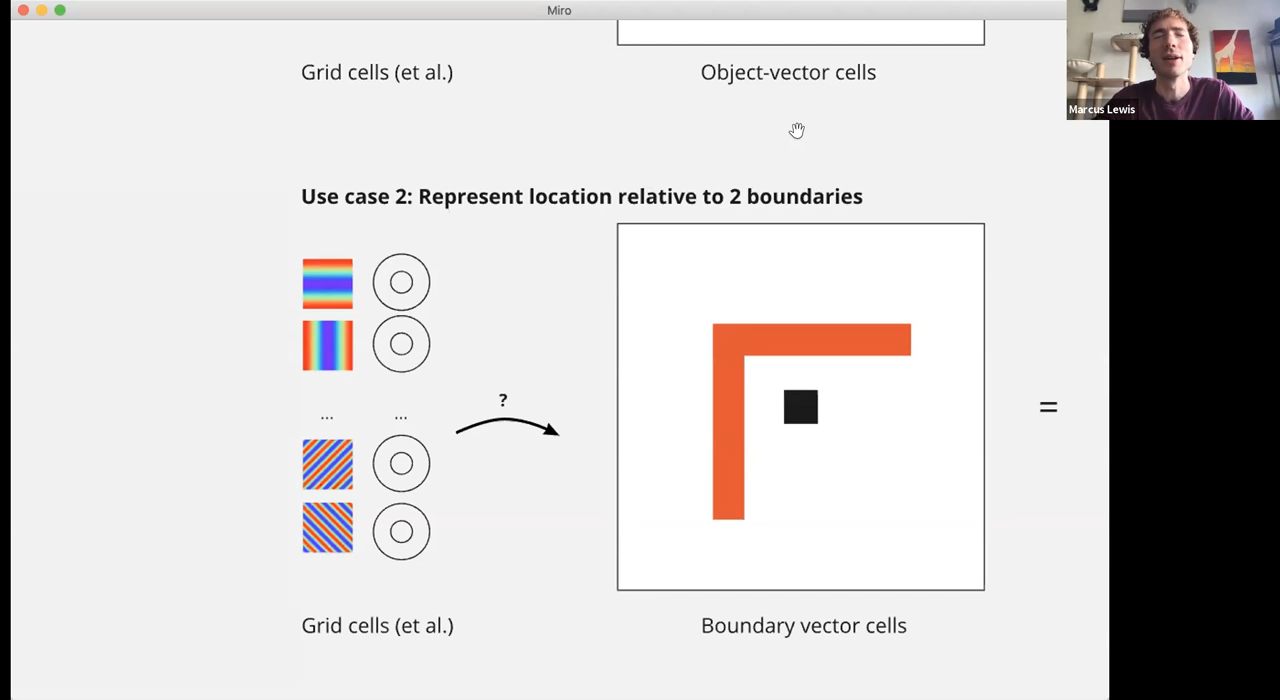 Miro
Marcus Lewis
Grid cells (et al.)
Object-vector cells
Use case 2: Represent location relative to 2 boundaries
...
...
?
=
Grid cells (et al.)
Boundary vector cells